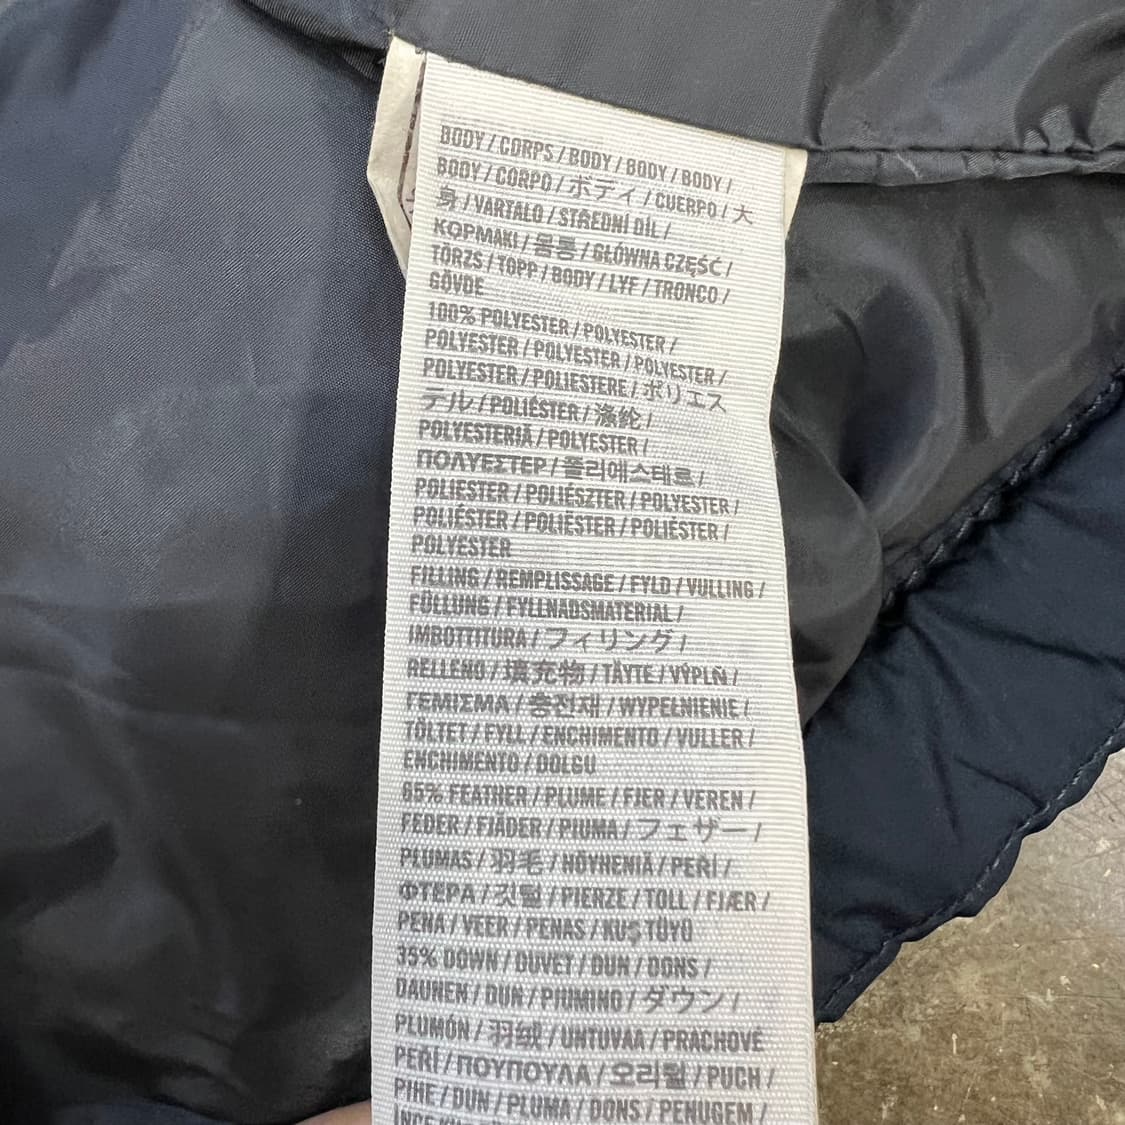 BODY / CORPS / BODY / BODY / BODY /
BODY / CORPO / ボディ / CUERPO / 大
身 / VARTALO / STŘEDNÍ DÍL /
ΚΟΡΜΑΚΙ / 몸통 / GŁÓWNA CZĘŚĆ /
TÖRZS / TOPP / BODY / LYF / TRONCO /
GÖVDE
100% POLYESTER / POLYESTER /
POLYESTER / POLYESTER / POLYESTER /
POLYESTER / POLIESTERE / ポリエス
テル / POLIÉSTER / 涤纶 /
POLYESTERIÄ / POLYESTER /
ΠΟΛΥΕΣΤΕΡ / 폴리에스테르 /
POLIESTER / POLIÉSZTER / POLYESTER /
POLIÉSTER / POLIËSTER / POLIÉSTER /
POLYESTER
FILLING / REMPLISSAGE / FYLD / VULLING /
FÜLLUNG / FYLLNADSMATERIAL /
IMBOTTITURA / フィリング /
RELLENO / 填充物 / TÄYTE / VÝPLŇ /
ΓΕΜΙΣΜΑ / 충전재 / WYPEŁNIENIE /
TÖLTET / FYLL / ENCHIMENTO / VULLER /
ENCHIMENTO / DOLGU
65% FEATHER / PLUME / FJER / VEREN /
FEDER / FJÄDER / PIUMA / フェザー /
PLUMAS / 羽毛 / HÖYHENIÄ / PEŘÍ /
ΦΤΕΡΑ / 깃털 / PIERZE / TOLL / FJÆR /
PENA / VEER / PENAS / KUŞ TÜYÜ
35% DOWN / DUVET / DUN / DONS /
DAUNEN / DUN / PIUMINO / ダウン /
PLUMÓN / 羽绒 / UNTUVAA / PRACHOVÉ
PEŘÍ / ΠΟΥΠΟΥΛΑ / 오리털 / PUCH /
PIHE / DUN / PLUMA / DONS / PENUGEM /